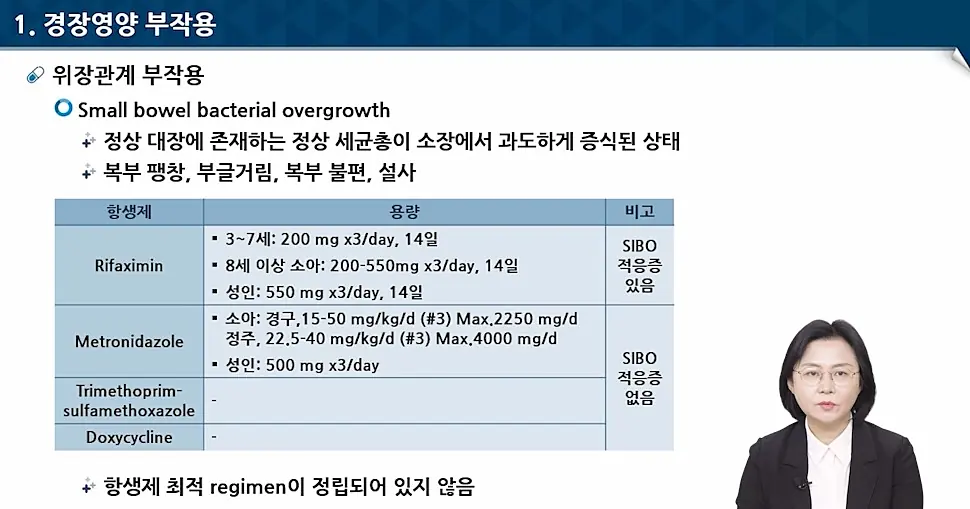 1. 경장영양 부작용
위장관계 부작용
Small bowel bacterial overgrowth
정상 대장에 존재하는 정상 세균총이 소장에서 과도하게 증식된 상태
복부 팽창, 부글거림, 복부 불편, 설사
항생제 용량 비고
Rifaximin
▪ 3~7세: 200 mg x3/day, 14일
▪ 8세 이상 소아: 200-550mg x3/day, 14일
▪ 성인: 550 mg x3/day, 14일
SIBO
적응증
있음
Metronidazole
▪ 소아: 경구,15-50 mg/kg/d (#3) Max.2250 mg/d
정주, 22.5-40 mg/kg/d (#3) Max.4000 mg/d
▪ 성인: 500 mg x3/day
SIBO
적응증
없음
Trimethoprim-
sulfamethoxazole
-
Doxycycline
-
항생제 최적 regimen이 정립되어 있지 않음